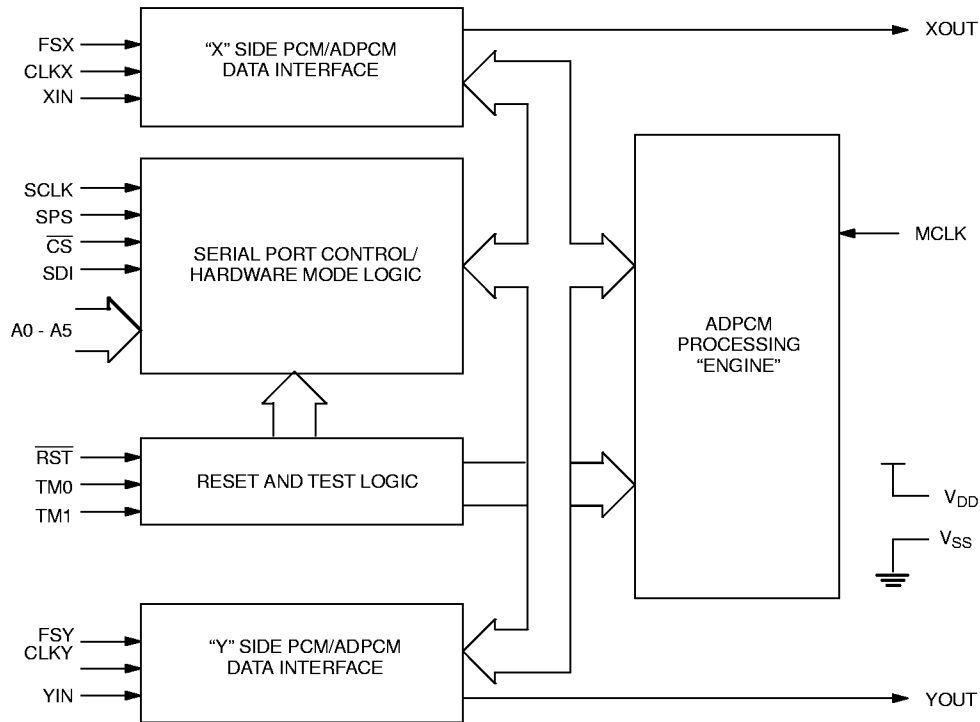 FSX
CLKX
XIN
“X” SIDE PCM/ADPCM
DATA INTERFACE
XOUT
SCLK
SPS
C̅S̅
SDI
A0 - A5
SERIAL PORT CONTROL/
HARDWARE MODE LOGIC
MCLK
ADPCM
PROCESSING
“ENGINE”
R̅S̅T̅
TM0
TM1
RESET AND TEST LOGIC
VDD
VSS
FSY
CLKY
YIN
“Y” SIDE PCM/ADPCM
DATA INTERFACE
YOUT